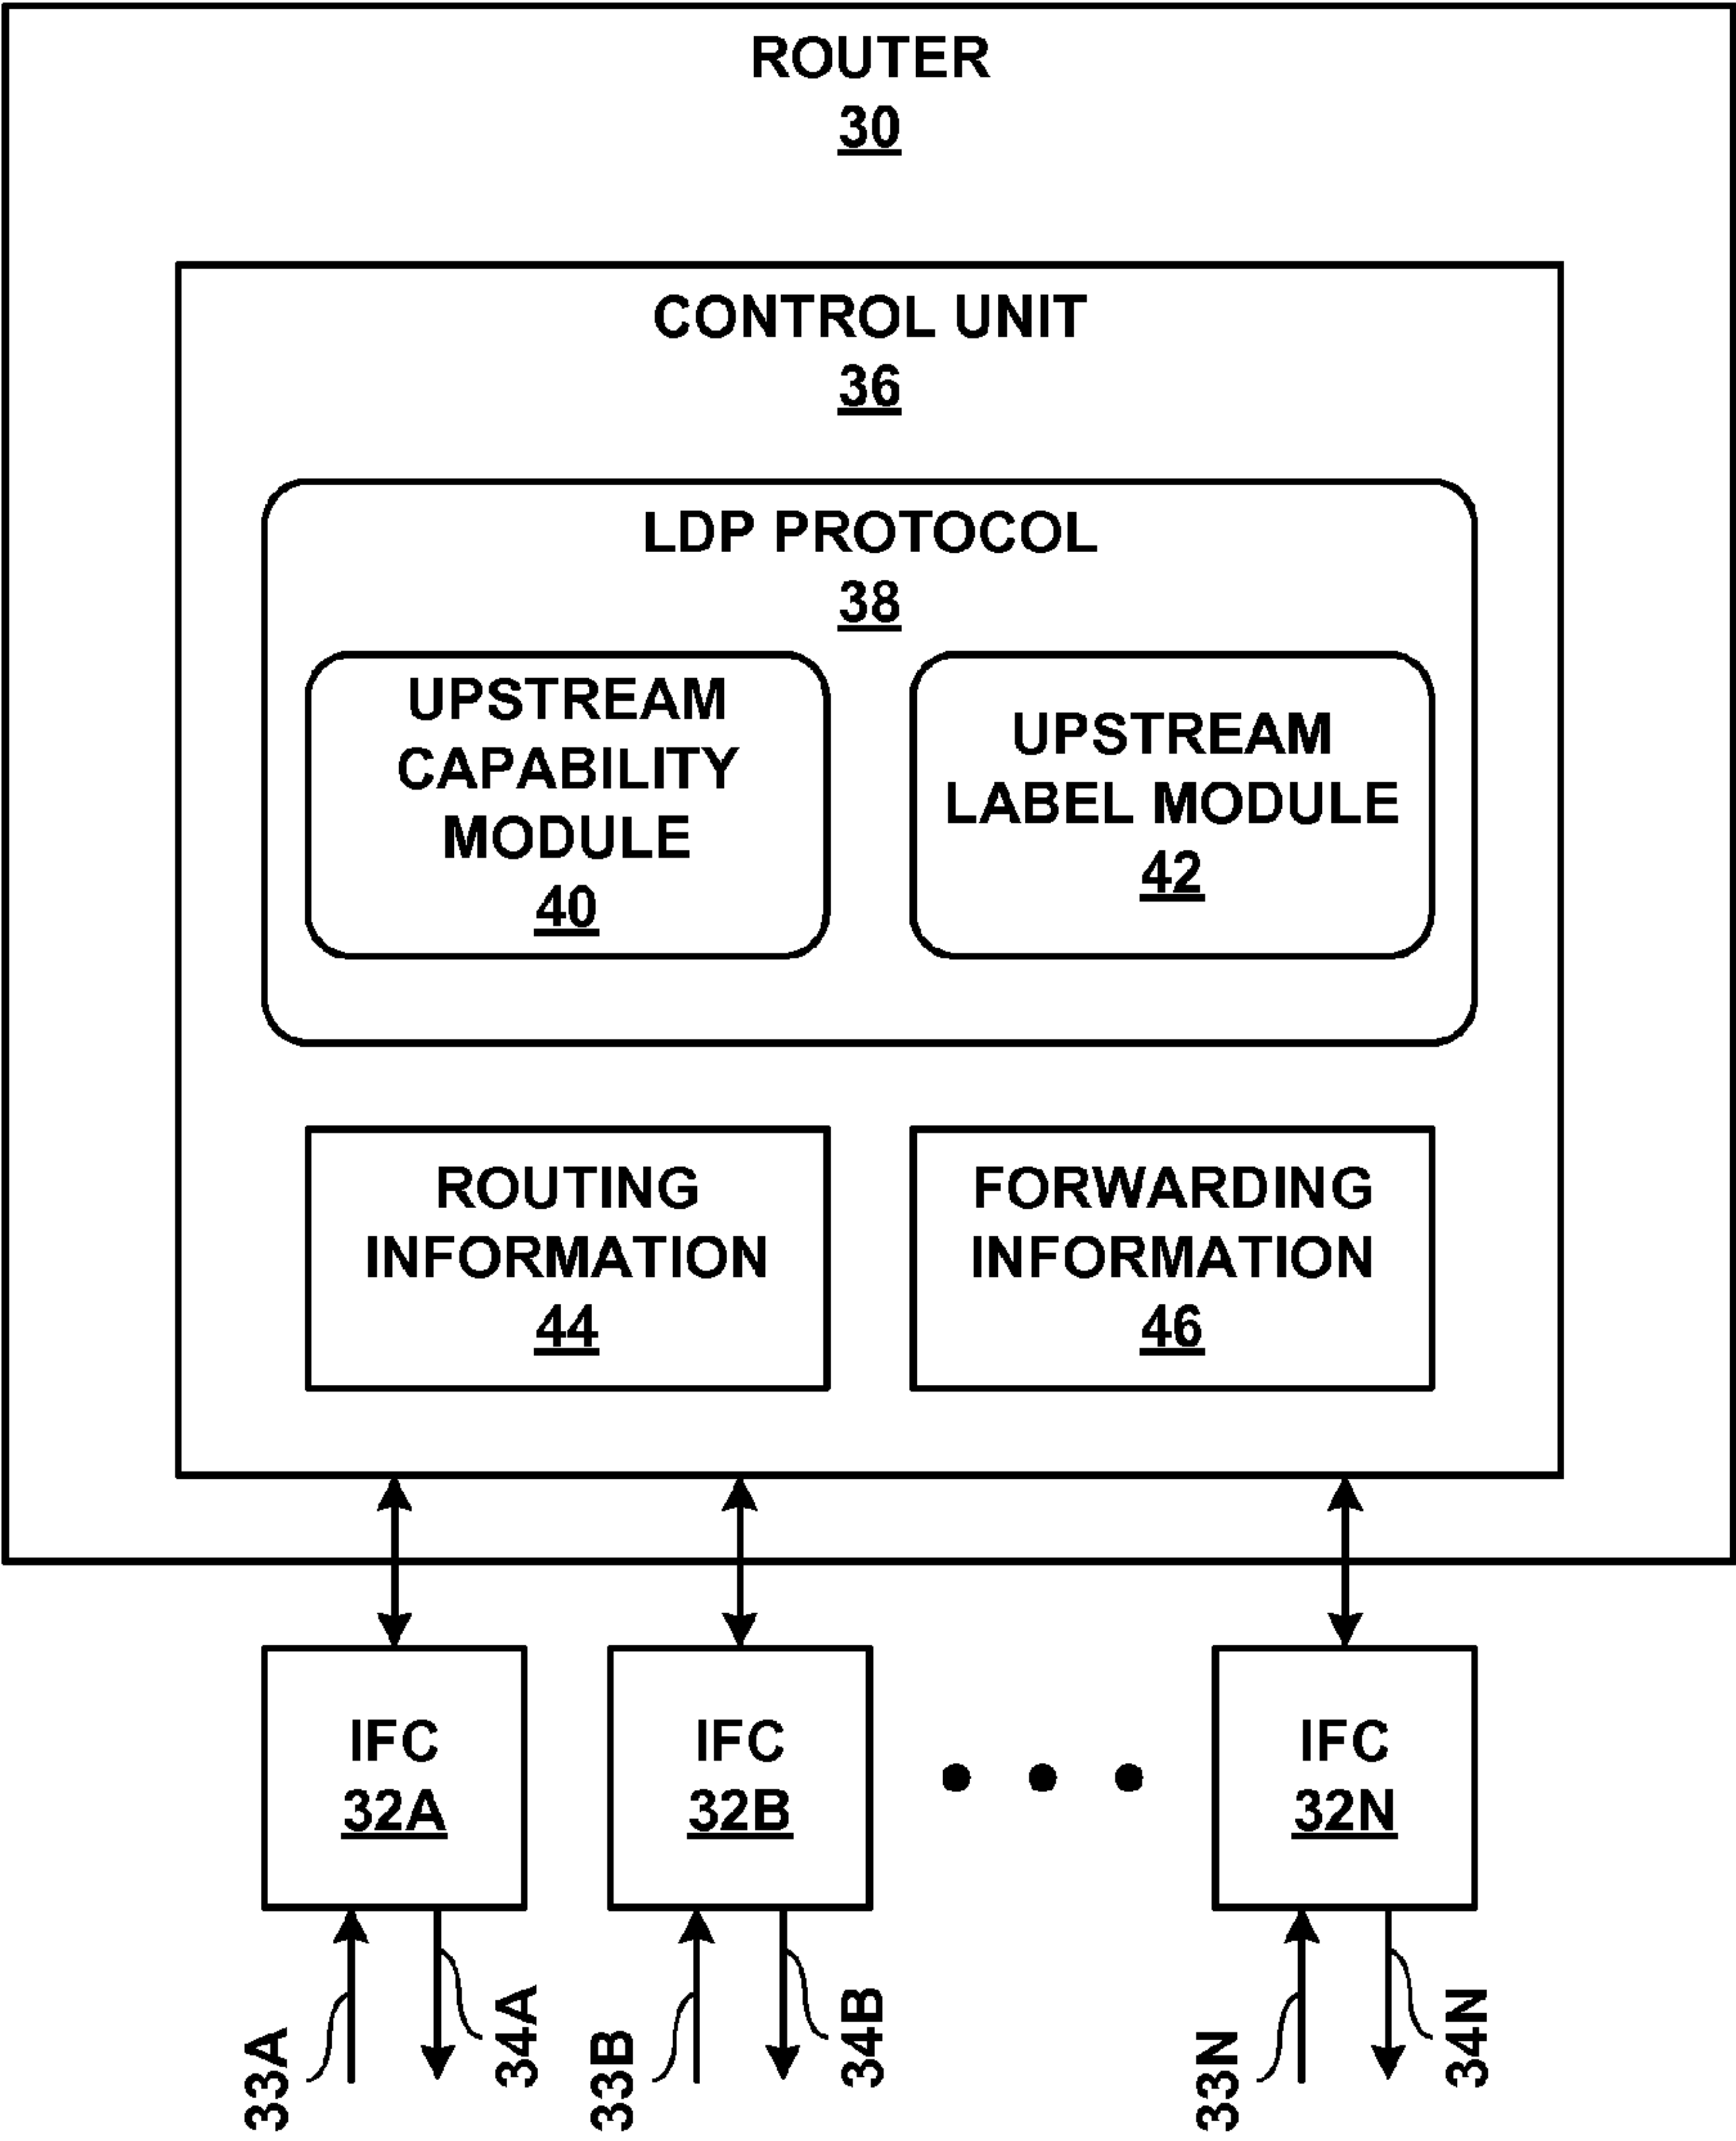 ROUTER
30
CONTROL UNIT
36
LDP PROTOCOL
38
UPSTREAM
CAPABILITY
MODULE
40
UPSTREAM
LABEL MODULE
42
ROUTING
INFORMATION
44
FORWARDING
INFORMATION
46
IFC
32A
IFC
32B
IFC
32N
33A
34A
33B
34B
33N
34N